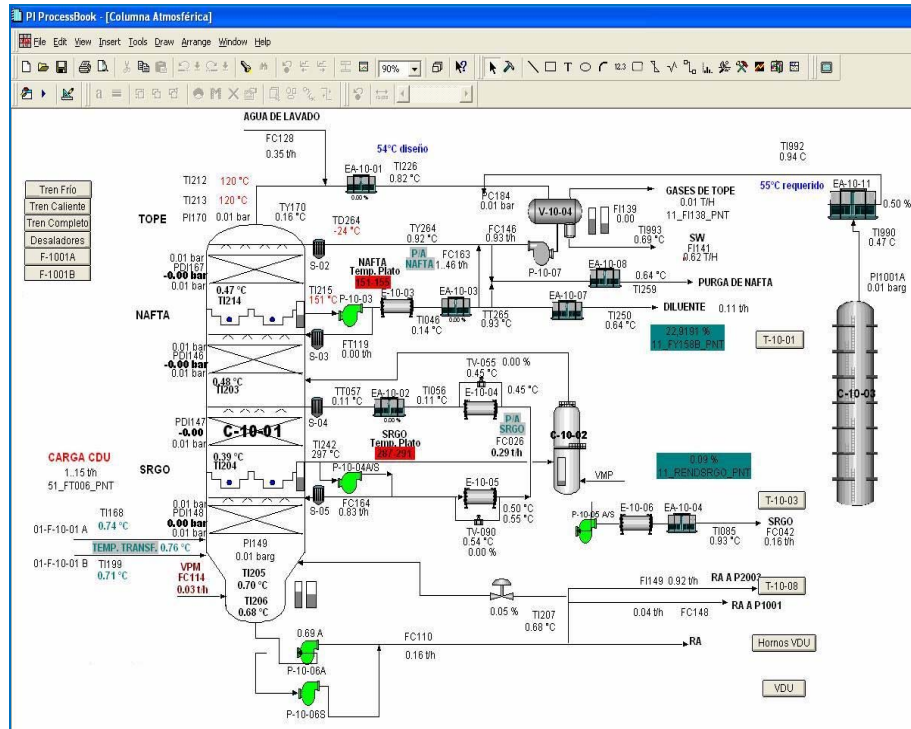 PI ProcessBook - [Columna Atmosférica]
File Edit View Insert Tools Draw Arrange Window Help
90%
AGUA DE LAVADO
FC128
0.35 t/h
54°C diseño
EA-10-01
TI226
0.82 °C
0.00 %
TI992
0.94 C
55°C requerido
EA-10-11
0.50 %
TI990
0.47 C
Tren Frío
Tren Caliente
Tren Completo
Desaladores
F-1001A
F-1001B
TI212 120 °C
TI213 120 °C
TOPE
PI170 0.01 bar
TY170
0.16 °C
TD264
-24 °C
S-02
TY264
0.92 °C
P/A
NAFTA
FC163
1..46 t/h
PC184
0.01 bar
FC146
0.93 t/h
V-10-04
FI139
0.00
P-10-07
GASES DE TOPE
0.01 T/H
11_FI138_PNT
TI993
0.69 °C
SW
FI141
0.62 T/H
0.01 bar
PDI167
-0.00 bar
0.01 bar
0.47 °C
TI214
NAFTA
Temp. Plato
151-155
TI215
151 °C
P-10-03
E-10-03
EA-10-03
0.00 %
EA-10-08
0.64 °C
TI259
PURGA DE NAFTA
PI1001A
0.01 barg
NAFTA
EA-10-07
DILUENTE
0.11 t/h
TI046
0.14 °C
TT265
0.93 °C
TI250
0.64 °C
22,9191 %
11_FY158B_PNT
T-10-01
FT119
0.00 t/h
S-03
0.01 bar
PDI146
-0.00 bar
0.01 bar
0.48 °C
TI203
TV-055 0.00 %
0.45 °C
TT057
0.11 °C
EA-10-02
TI056
0.11 °C
E-10-04
0.45 °C
S-04
0.00 %
P/A
SRGO
FC026
0.29 t/h
C-10-02
C-10-03
PDI147
-0.00
0.01 bar
C-10-01
SRGO
Temp. Plato
287-291
TI242
297 °C
CARGA CDU
1..15 t/h
51_FT006_PNT
SRGO
0.39 °C
TI204
P-10-04A/S
E-10-05
VMP
0.09 %
11_RENDSRGO_PNT
S-05
FC164
0.83 t/h
0.50 °C
0.55 °C
TV-090
0.54 °C
0.00 %
T-10-03
0.01 bar
PDI148
0.00 bar
0.01 bar
TI168
0.74 °C
01-F-10-01 A
P-10-05 A/S
E-10-06
EA-10-04
SRGO
FC042
0.16 t/h
TI085
0.93 °C
TEMP. TRANSF. 0.76 °C
PI149
0.01 barg
01-F-10-01 B
TI199
0.71 °C
VPM
FC114
0.03 t/h
TI205
0.70 °C
TI206
0.68 °C
0.05 %
TI207
0.68 °C
FI149 0.92 t/h
RA A P2003
T-10-08
0.04 t/h FC148
RA A P1001
0.69 A
P-10-06A
FC110
0.16 t/h
RA
Hornos VDU
P-10-06S
VDU